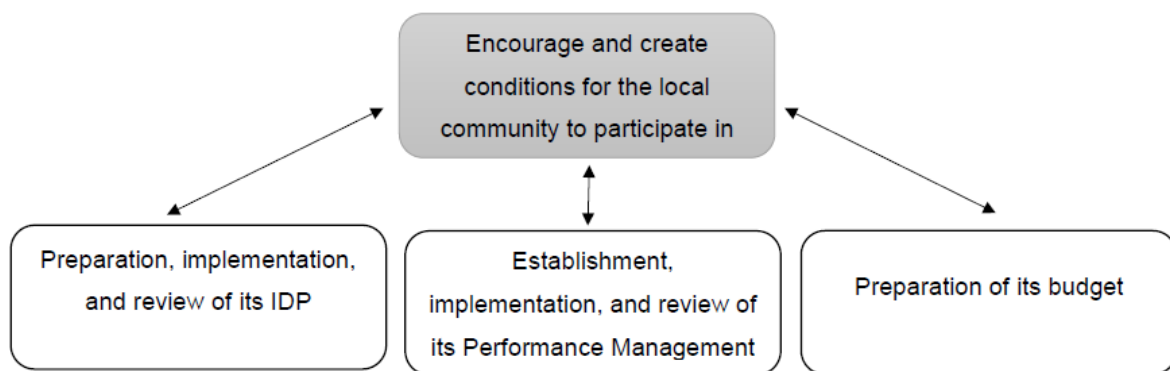 Encourage and create
conditions for the local
community to participate in
Preparation, implementation,
and review of its IDP
Establishment,
implementation, and review of
its Performance Management
Preparation of its budget